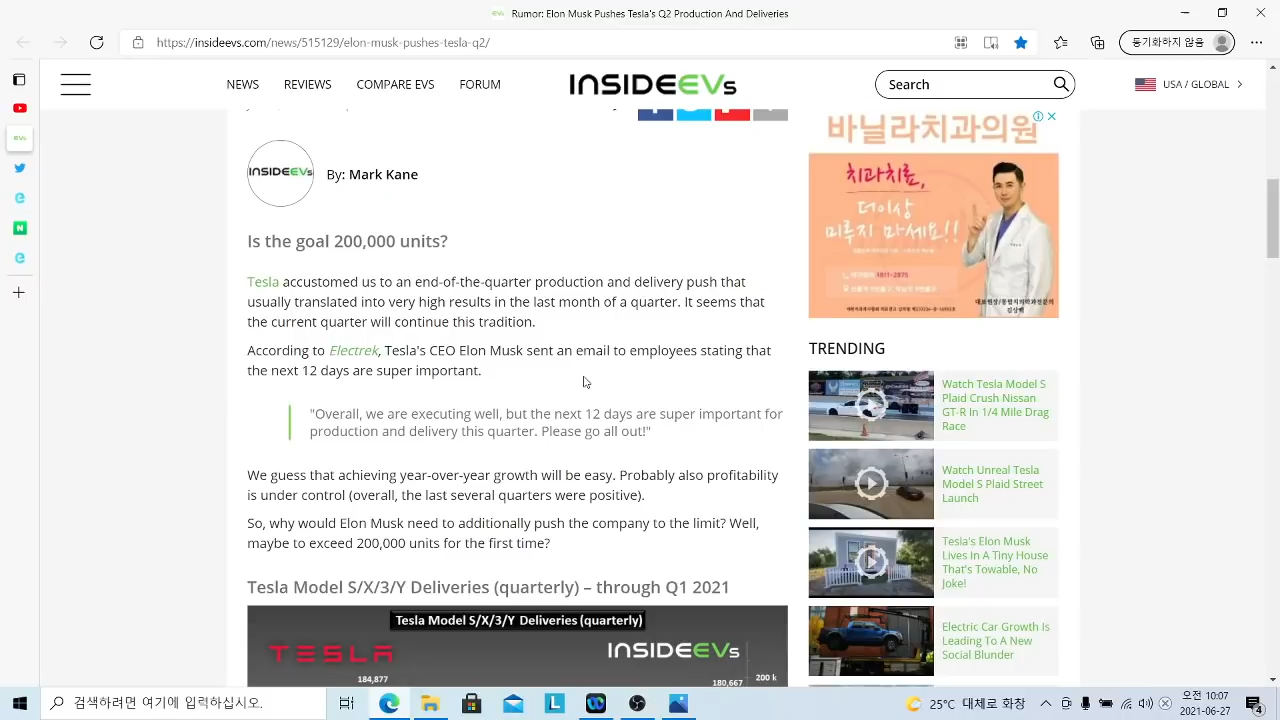 Rumor: Elon Musk Pushes Tesla's Q2 Production and Deliveries
https://insideevs.com/news/515129/elon-musk-pushes-tesla-q2/
동기화하지 않음
NEWS
REVIEWS
COMPARE EVS
FORUM
INSIDEEVs
Search
USA / GLOBAL
INSIDEEVs
By: Mark Kane
Is the goal 200,000 units?
Tesla accustomed us to an end of the quarter production and delivery push that
usually translated into very high results in the last month of a quarter. It seems that
the current quarter will continue this tradition.
According to Electrek, Tesla's CEO Elon Musk sent an email to employees stating that
the next 12 days are super important.
"Overall, we are executing well, but the next 12 days are super important for
production and delivery this quarter. Please go all out!"
We guess that achieving year-over-year growth will be easy. Probably also profitability
is under control (overall, the last several quarters were positive).
So, why would Elon Musk need to additionally push the company to the limit? Well,
maybe to exceed 200,000 units for the first time?
Tesla Model S/X/3/Y Deliveries (quarterly) – through Q1 2021
Tesla Model S/X/3/Y Deliveries (quarterly)
TESLA
INSIDEEVs
184,877
180,667
200 k
바닐라치과의원
치과치료,
더이상
미루지 마세요!!
TRENDING
Watch Tesla Model S
Plaid Crush Nissan
GT-R In 1/4 Mile Drag
Race
Watch Unreal Tesla
Model S Plaid Street
Launch
Tesla's Elon Musk
Lives In A Tiny House
That's Towable, No
Joke!
Electric Car Growth Is
Leading To A New
Social Blunder
검색하려면 여기에 입력하십시오.
25°C 대체로 화창
오전 10:07
2021-06-27